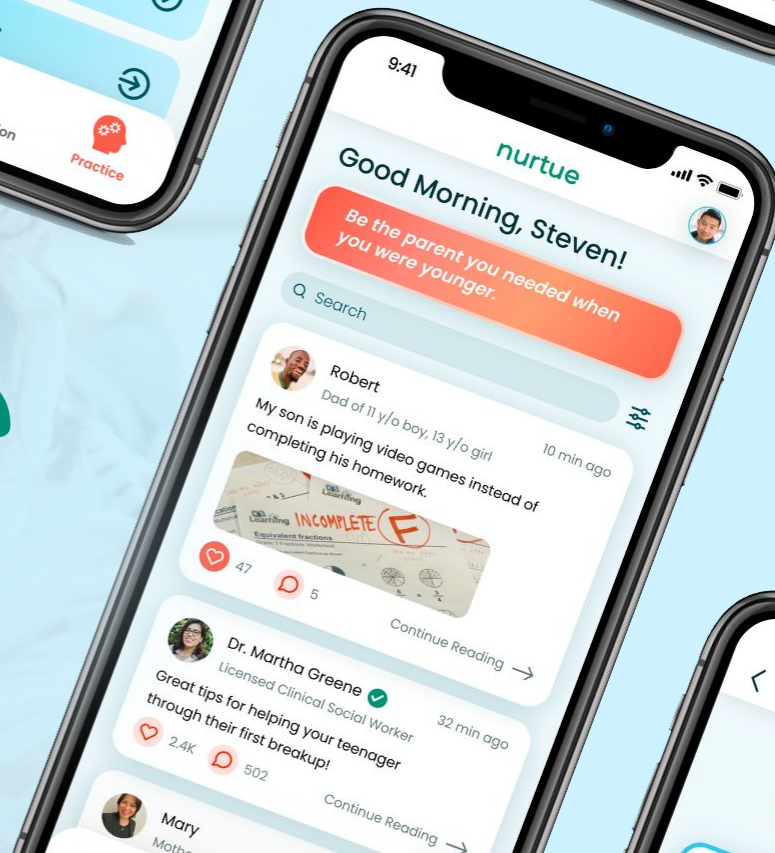 on
Practice
9:41
nurtue
Good Morning, Steven!
Be the parent you needed when
you were younger.
Search
Robert
Dad of 11 y/o boy, 13 y/o girl
10 min ago
My son is playing video games instead of
completing his homework.
Learning
Learning
INCOMPLETE F
Equivalent fractions
47
5
Continue Reading
Dr. Martha Greene
Licensed Clinical Social Worker
32 min ago
Great tips for helping your teenager
through their first breakup!
2.4K
502
Continue Reading
Mary